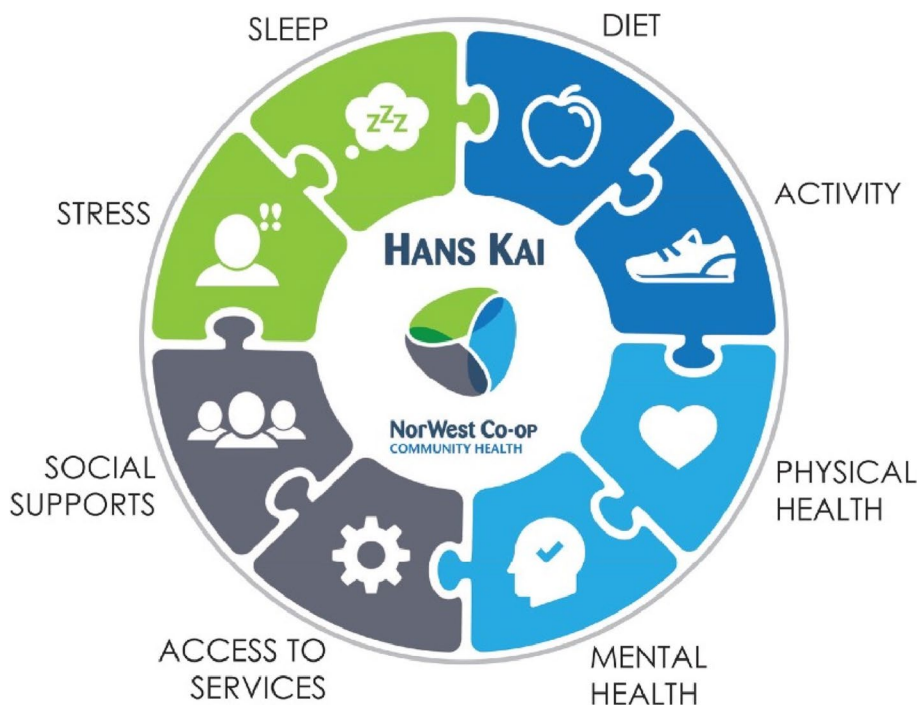 SLEEP
DIET
STRESS
zzz
ACTIVITY
!!
HANS KAI
NORWEST CO-OP
COMMUNITY HEALTH
SOCIAL
SUPPORTS
PHYSICAL
HEALTH
ACCESS TO
SERVICES
MENTAL
HEALTH